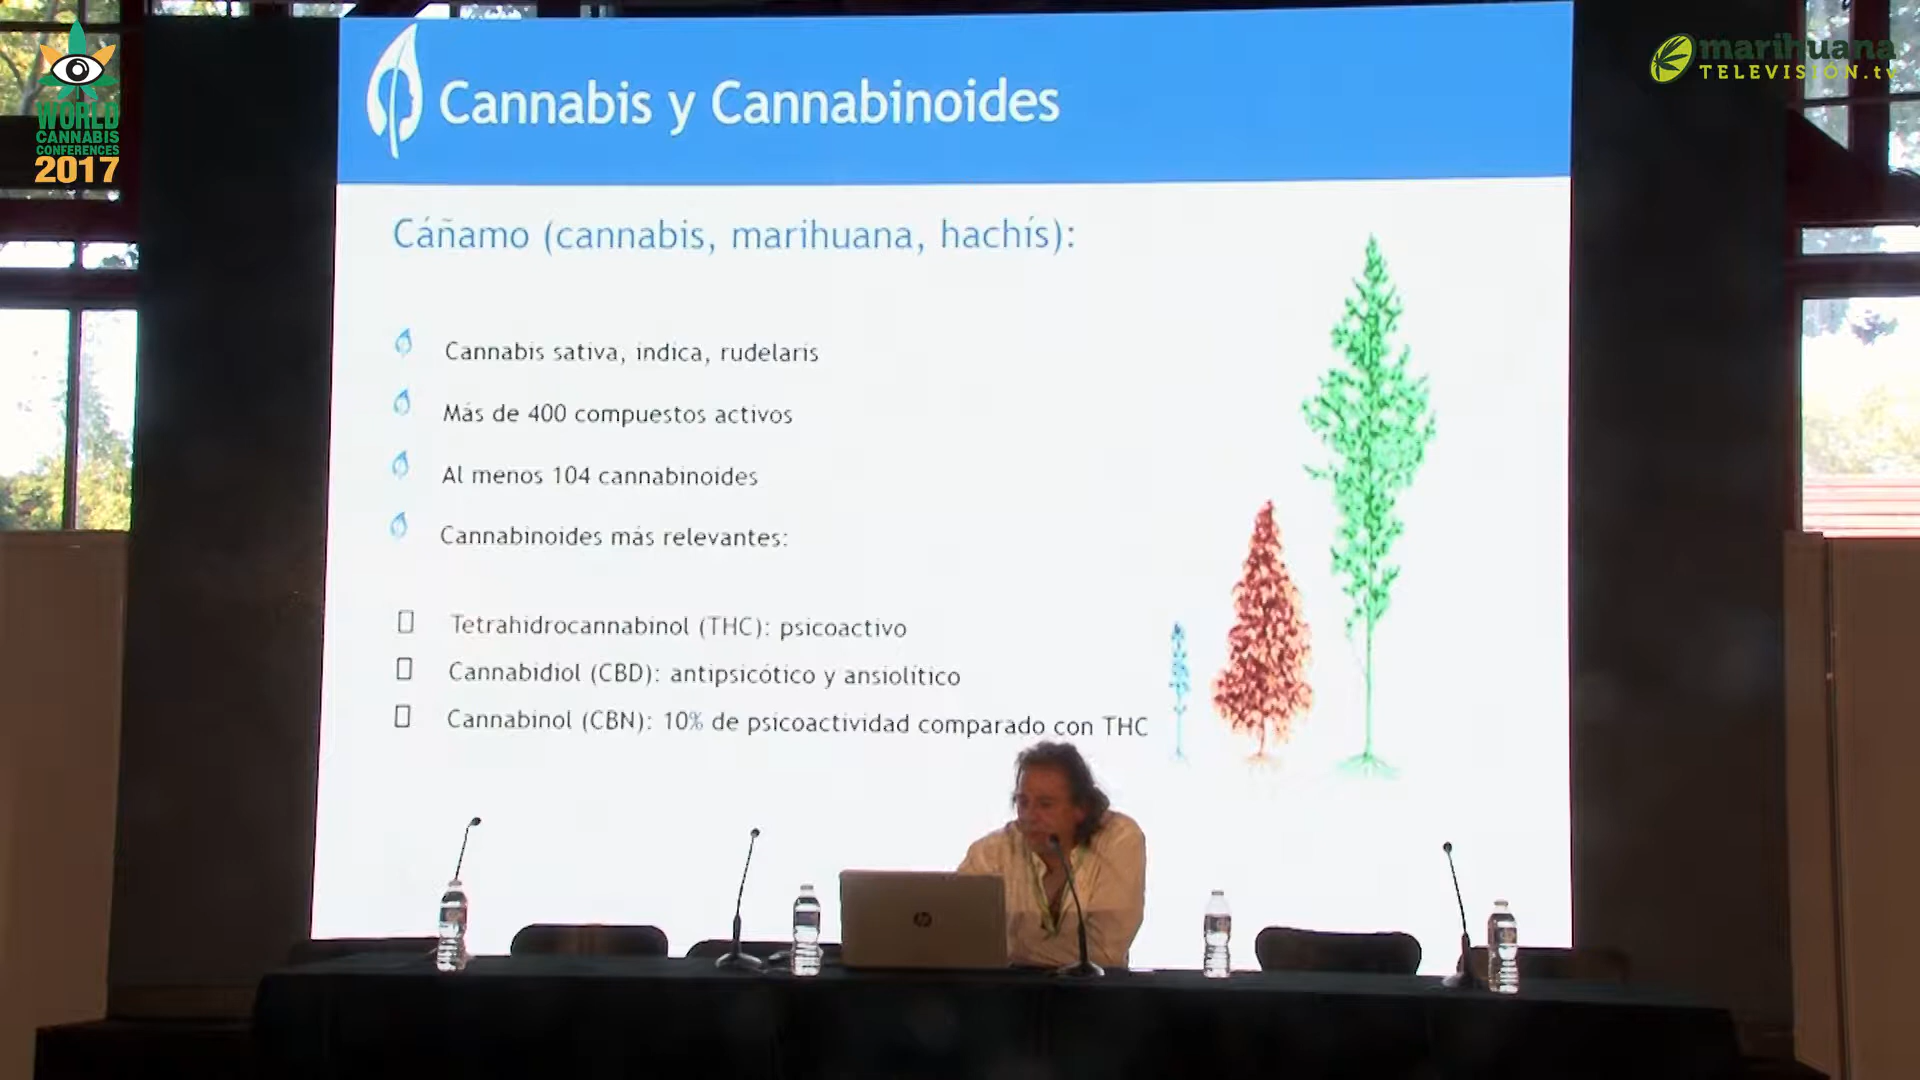 WORLD
CANNABIS
CONFERENCES
2017
marihuana
TELEVISIÓN.tv
Cannabis y Cannabinoides
Cáñamo (cannabis, marihuana, hachís):
Cannabis sativa, indica, rudelaris
Más de 400 compuestos activos
Al menos 104 cannabinoides
Cannabinoides más relevantes:
Tetrahidrocannabinol (THC): psicoactivo
Cannabidiol (CBD): antipsicótico y ansiolítico
Cannabinol (CBN): 10% de psicoactividad comparado con THC
hp